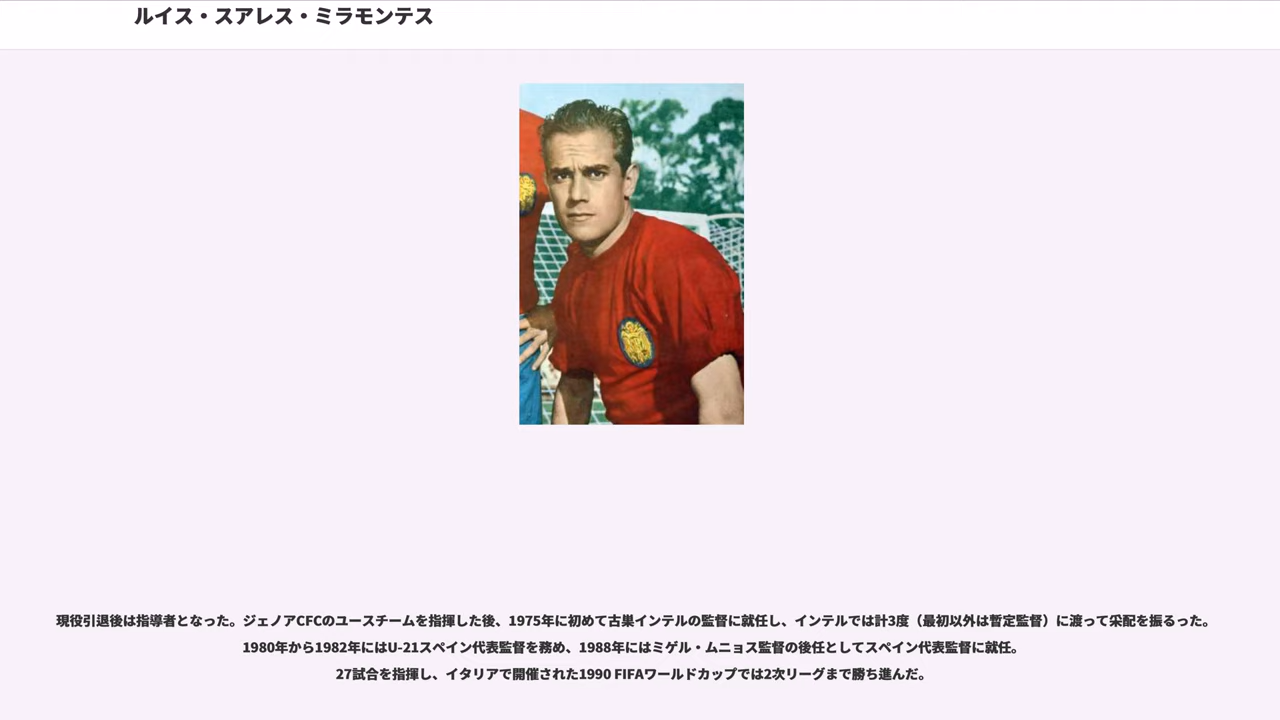 ルイス・スアレス・ミラモンテス
現役引退後は指導者となった。ジェノアCFCのユースチームを指揮した後、1975年に初めて古巣インテルの監督に就任し、インテルでは計3度（最初以外は暫定監督）に渡って采配を振るった。
1980年から1982年にはU-21スペイン代表監督を務め、1988年にはミゲル・ムニョス監督の後任としてスペイン代表監督に就任。
27試合を指揮し、イタリアで開催された1990 FIFAワールドカップでは2次リーグまで勝ち進んだ。